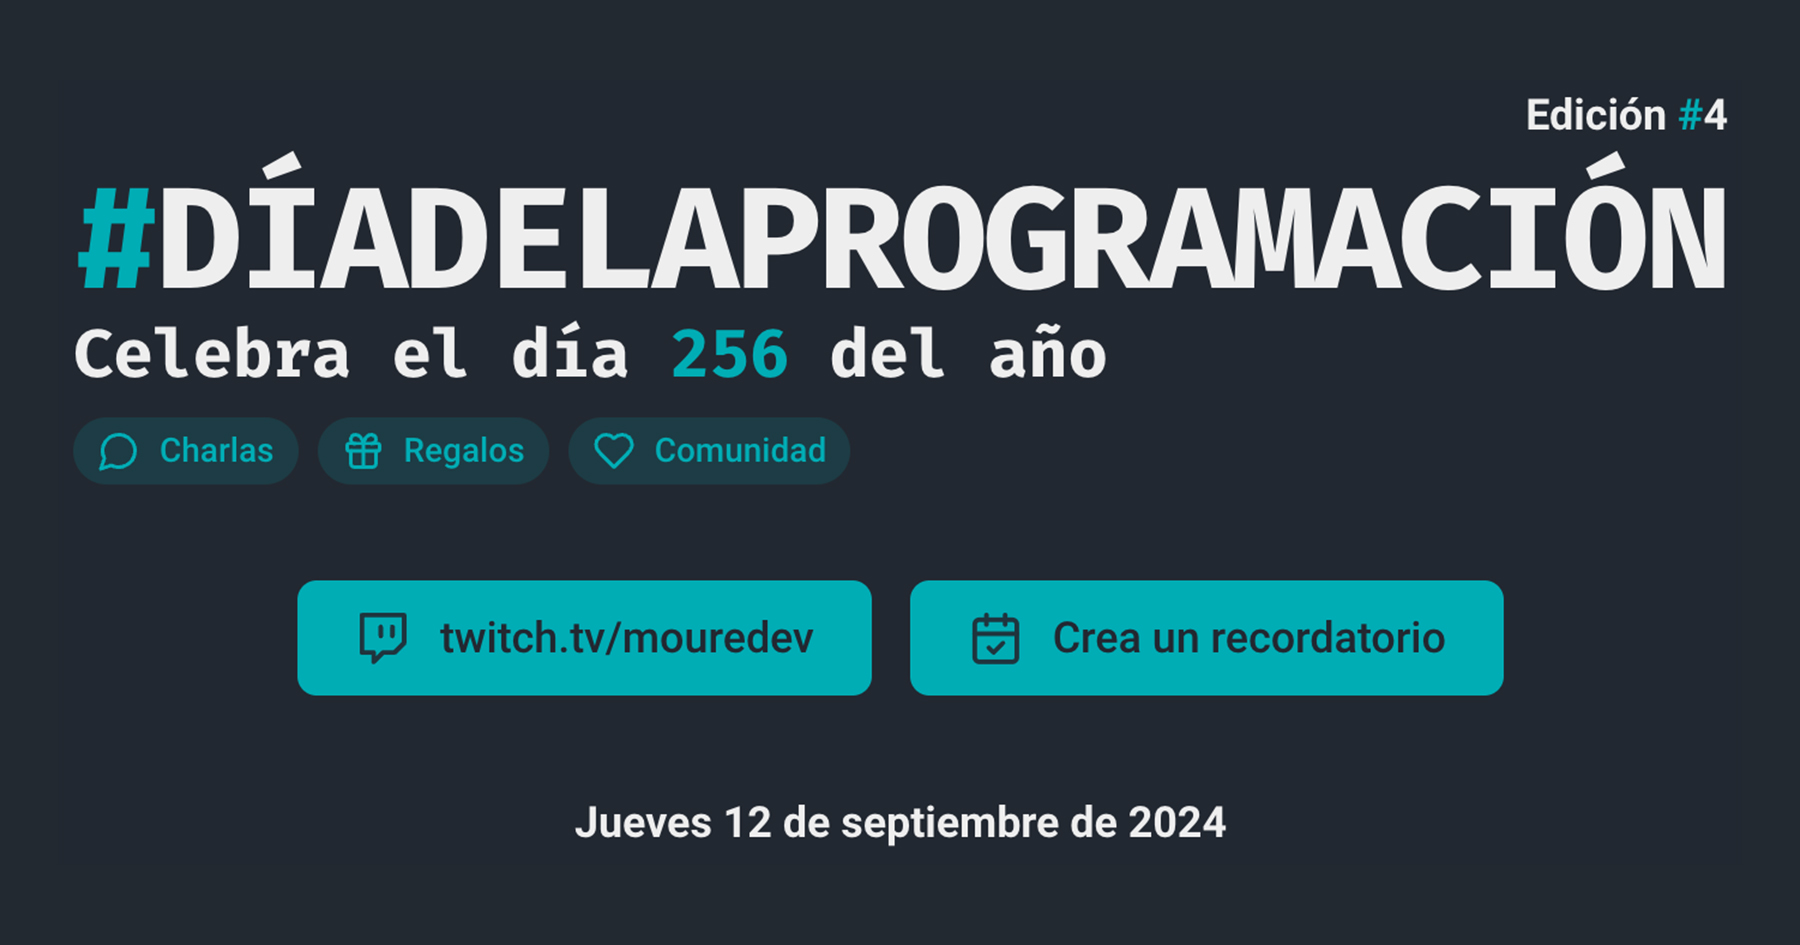 Edición #4
#DÍADELAPROGRAMACIÓN
Celebra el día 256 del año
Charlas Regalos Comunidad
twitch.tv/mouredev Crea un recordatorio
Jueves 12 de septiembre de 2024